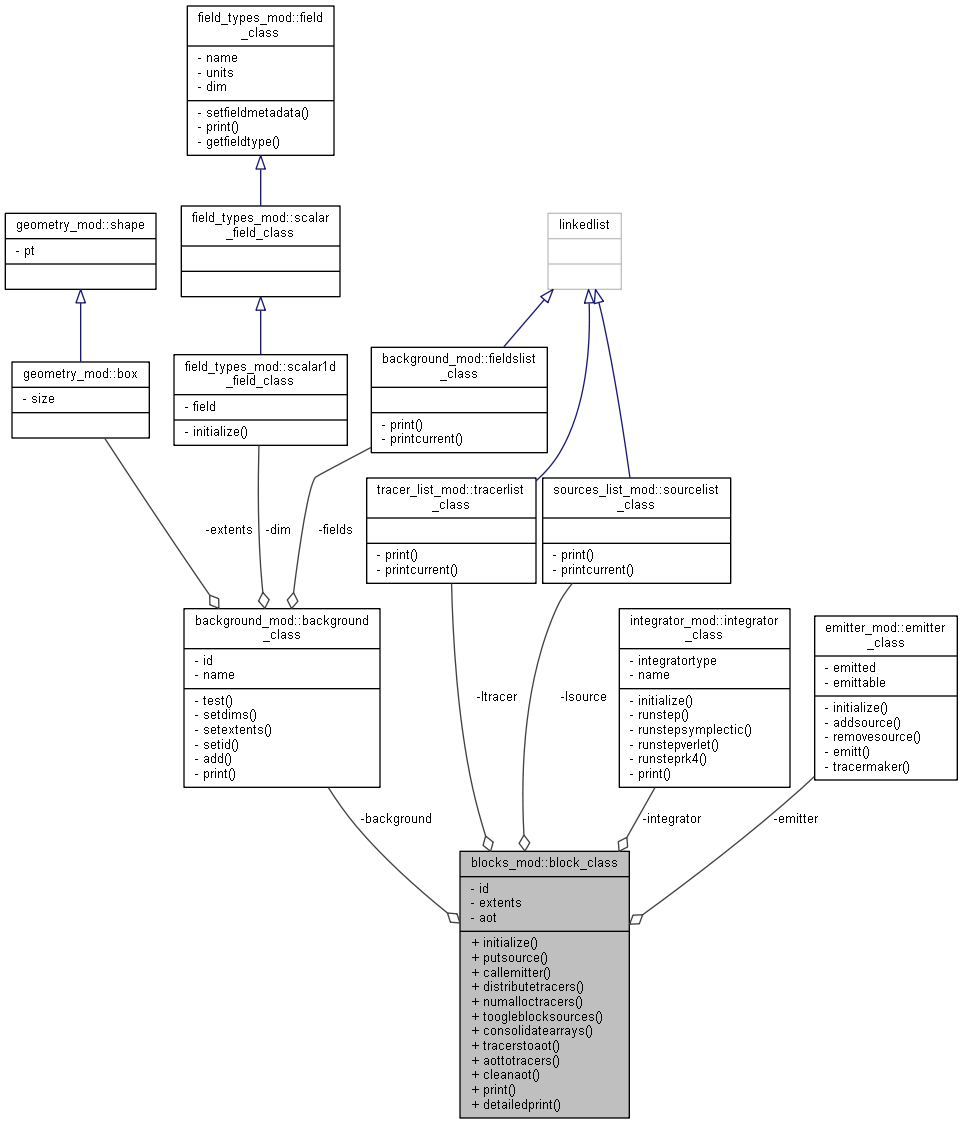 field_types_mod::field
_class
- name
- units
- dim
- setfieldmetadata()
- print()
- getfieldtype()
geometry_mod::shape
- pt
field_types_mod::scalar
_field_class
linkedlist
geometry_mod::box
- size
field_types_mod::scalar1d
_field_class
- field
- initialize()
background_mod::fieldslist
_class
- print()
- printcurrent()
tracer_list_mod::tracerlist
_class
- print()
- printcurrent()
sources_list_mod::sourcelist
_class
- print()
- printcurrent()
-extents
-dim
-fields
background_mod::background
_class
- id
- name
- test()
- setdims()
- setextents()
- setid()
- add()
- print()
-ltracer
-lsource
integrator_mod::integrator
_class
- integratortype
- name
- initialize()
- runstep()
- runstepsymplectic()
- runstepverlet()
- runsteprk4()
- print()
emitter_mod::emitter
_class
- emitted
- emittable
- initialize()
- addsource()
- removesource()
- emitt()
- tracermaker()
-background
-integrator
-emitter
blocks_mod::block_class
- id
- extents
- aot
+ initialize()
+ putsource()
+ callemitter()
+ distributetracers()
+ numalloctracers()
+ toogleblocksources()
+ consolidatearrays()
+ tracerstoaot()
+ aottotracers()
+ cleanaot()
+ print()
+ detailedprint()